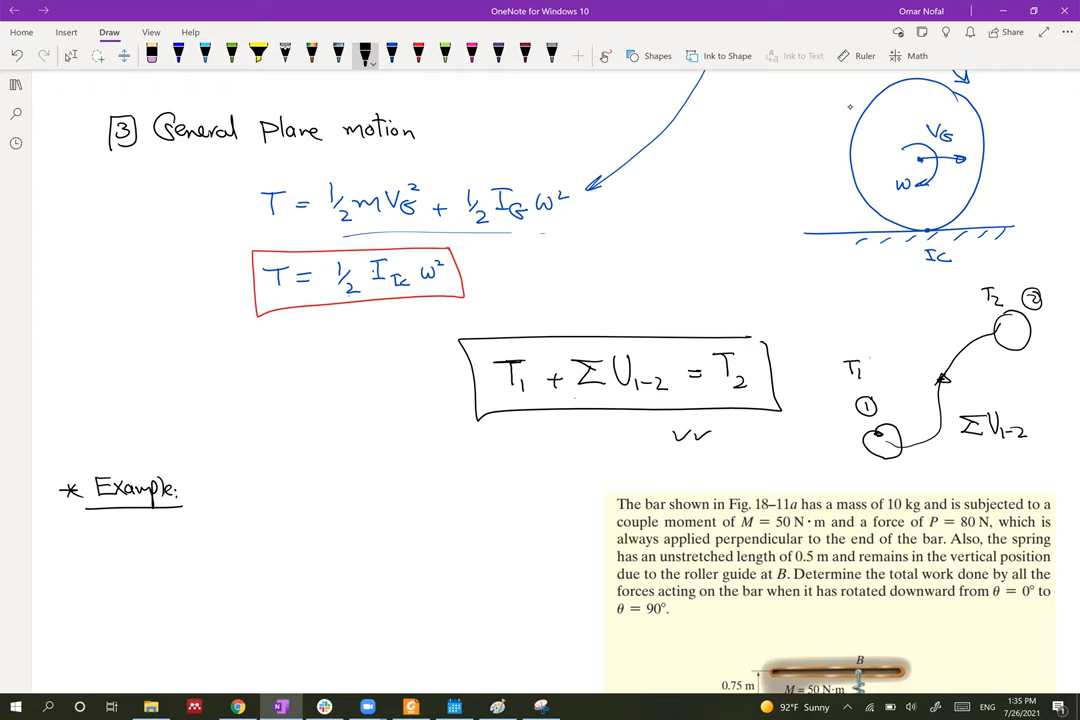 OneNote for Windows 10
Omar Nofal
Home Insert Draw View Help
Share
Shapes Ink to Shape Ink to Text Ruler Math
3 General plane motion
T = 1/2 m V_G² + 1/2 I_G ω²
T = 1/2 I_IC ω²
V_G
ω
IC
T₁ + Σ U₁₋₂ = T₂
T₂ ②
T₁
①
Σ U₁₋₂
* Example:
The bar shown in Fig. 18–11a has a mass of 10 kg and is subjected to a
couple moment of M = 50 N·m and a force of P = 80 N, which is
always applied perpendicular to the end of the bar. Also, the spring
has an unstretched length of 0.5 m and remains in the vertical position
due to the roller guide at B. Determine the total work done by all the
forces acting on the bar when it has rotated downward from θ = 0° to
θ = 90°.
B
0.75 m
M = 50 N·m
92°F Sunny
ENG
1:35 PM
7/26/2021